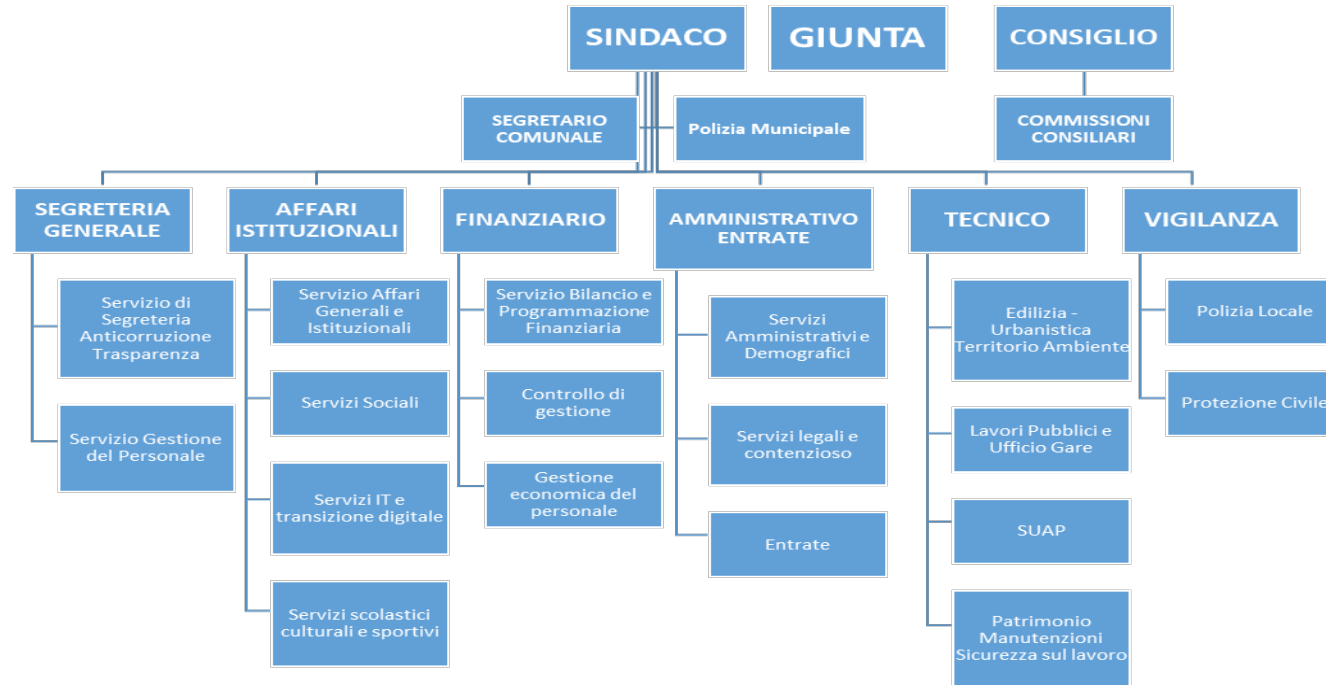 SINDACO
GIUNTA
CONSIGLIO
SEGRETARIO
COMUNALE
Polizia Municipale
COMMISSIONI
CONSILIARI
SEGRETERIA
GENERALE
Servizio di
Segreteria
Anticorruzione
Trasparenza
Servizio Gestione
del Personale
AFFARI
ISTITUZIONALI
Servizio Affari
Generali e
Istituzionali
Servizi Sociali
Servizi IT e
transizione digitale
Servizi scolastici
culturali e sportivi
FINANZIARIO
Servizio Bilancio e
Programmazione
Finanziaria
Controllo di
gestione
Gestione
economica del
personale
AMMINISTRATIVO
ENTRATE
Servizi
Amministrativi e
Demografici
Servizi legali e
contenzioso
Entrate
TECNICO
Edilizia -
Urbanistica
Territorio Ambiente
Lavori Pubblici e
Ufficio Gare
SUAP
Patrimonio
Manutenzioni
Sicurezza sul lavoro
VIGILANZA
Polizia Locale
Protezione Civile